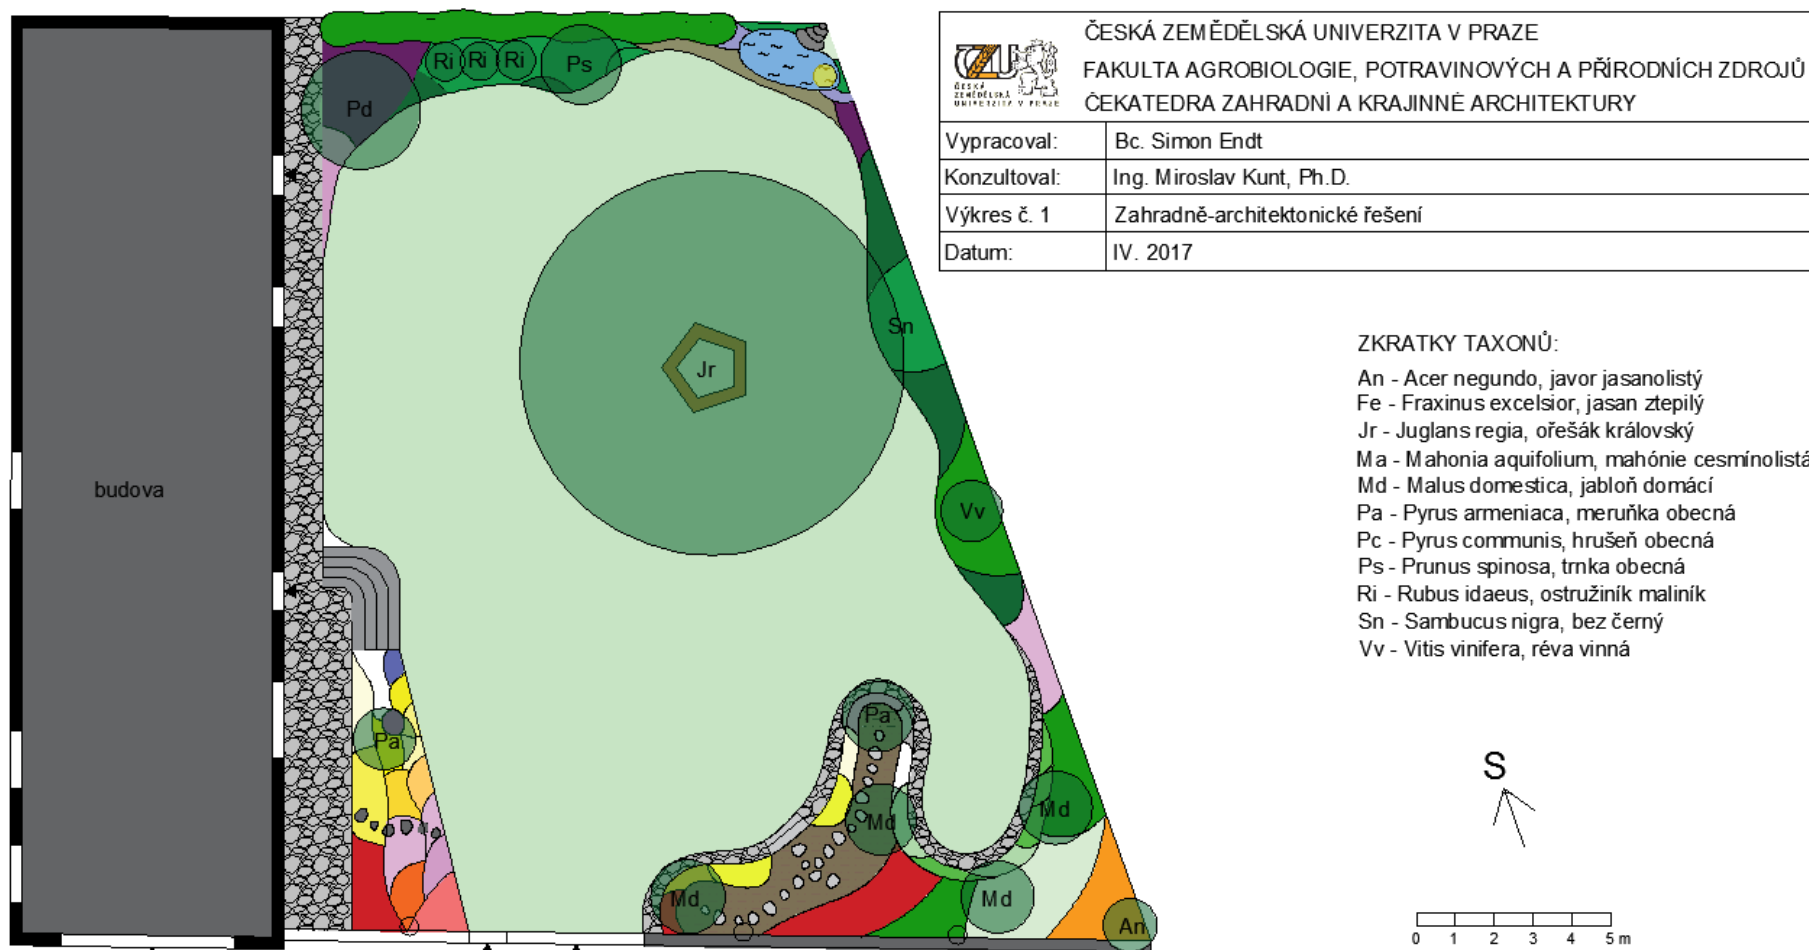 ČESKÁ ZEMĚDĚLSKÁ UNIVERZITA V PRAZE
FAKULTA AGROBIOLOGIE, POTRAVINOVÝCH A PŘÍRODNÍCH ZDROJŮ
ČEKATEDRA ZAHRADNÍ A KRAJINNÉ ARCHITEKTURY
ČZU
ČESKÁ
ZEMĚDĚLSKÁ
UNIVERZITA V PRAZE
Vypracoval: Bc. Simon Endt
Konzultoval: Ing. Miroslav Kunt, Ph.D.
Výkres č. 1 Zahradně-architektonické řešení
Datum: IV. 2017
Ri Ri Ri Ps
Pd
Sn
Jr
budova
Vv
Pa
Pa
Md
Md
Md
Md
An
ZKRATKY TAXONŮ:
An - Acer negundo, javor jasanolistý
Fe - Fraxinus excelsior, jasan ztepilý
Jr - Juglans regia, ořešák královský
Ma - Mahonia aquifolium, mahónie cesmínolistá
Md - Malus domestica, jabloň domácí
Pa - Pyrus armeniaca, meruňka obecná
Pc - Pyrus communis, hrušeň obecná
Ps - Prunus spinosa, trnka obecná
Ri - Rubus idaeus, ostružiník maliník
Sn - Sambucus nigra, bez černý
Vv - Vitis vinifera, réva vinná
S
0 1 2 3 4 5 m